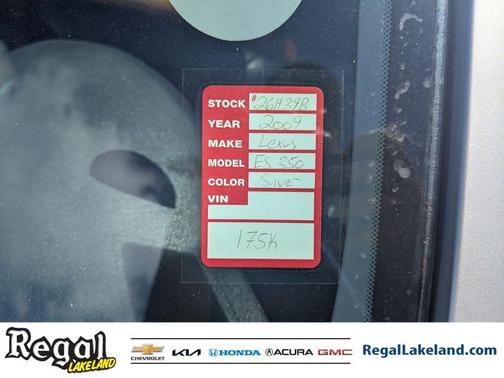 STOCK #26H39B
YEAR 2009
MAKE Lexus
MODEL ES 350
COLOR Silver
VIN
175K
Regal LAKELAND CHEVROLET KIA HONDA ACURA GMC RegalLakeland.com